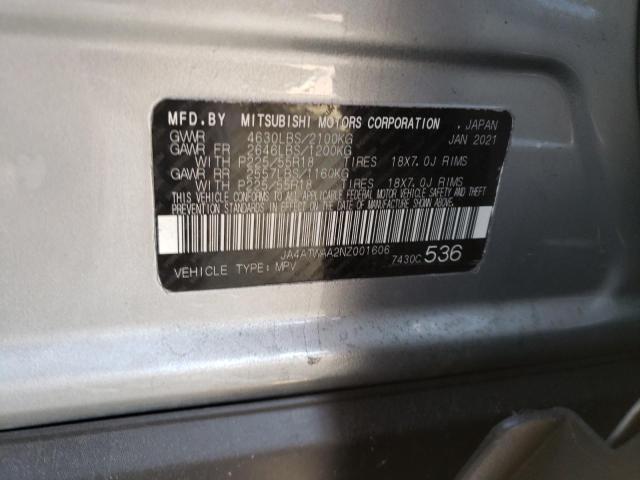 MFD.BY MITSUBISHI MOTORS CORPORATION , JAPAN
GVWR 4630LBS/2100KG JAN 2021
GAWR FR 2646LBS/1200KG
WITH P225/55R18 TIRES 18X7.0J RIMS
GAWR RR 2557LBS/1160KG
WITH P225/55R18 TIRES 18X7.0J RIMS
THIS VEHICLE CONFORMS TO ALL APPLICABLE FEDERAL MOTOR VEHICLE
SAFETY, BUMPER, AND THEFT PREVENTION STANDARDS IN EFFECT ON
THE DATE OF MANUFACTURE SHOWN ABOVE.
JA4ATWAA2NZ001606
VEHICLE TYPE: MPV 7430C 536